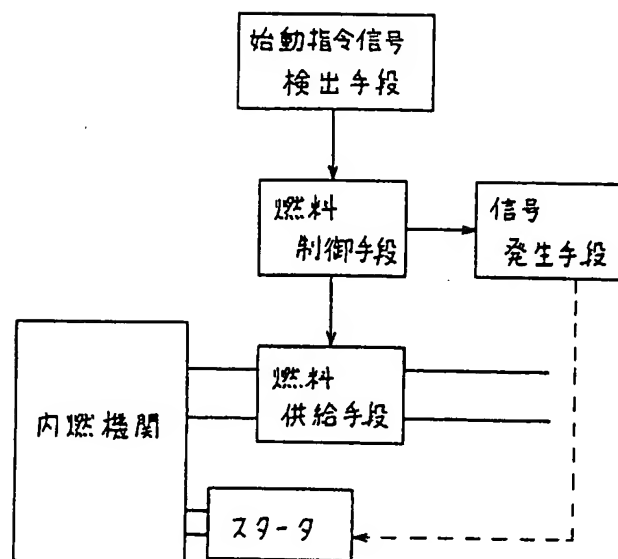 始動指令信号
検出手段
燃料
制御手段
信号
発生手段
燃料
供給手段
内燃機関
スタータ